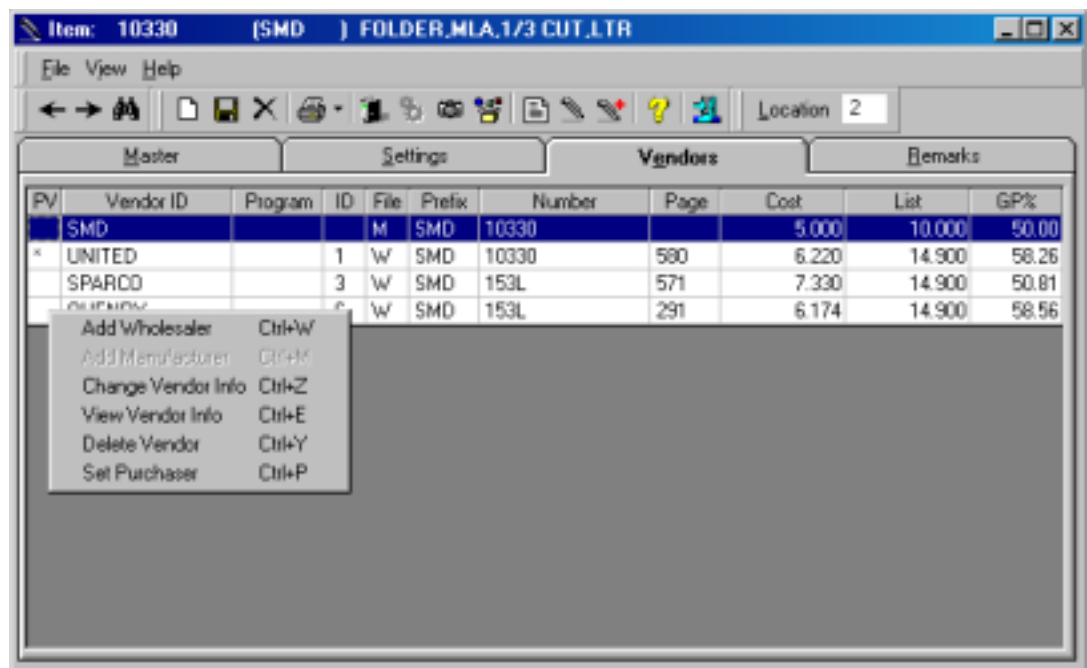 Item: 10330 (SMD ) FOLDER,MLA,1/3 CUT,LTR
File View Help
Location 2
Master Settings Vendors Remarks
PV Vendor ID Program ID File Prefix Number Page Cost List GP%
SMD M SMD 10330 5.000 10.000 50.00
× UNITED 1 W SMD 10330 580 6.220 14.900 58.26
SPARCO 3 W SMD 153L 571 7.330 14.900 50.81
W SMD 153L 291 6.174 14.900 58.56
Add Wholesaler Ctrl+W
Add Manufacturer Ctrl+M
Change Vendor Info Ctrl+Z
View Vendor Info Ctrl+E
Delete Vendor Ctrl+Y
Set Purchaser Ctrl+P